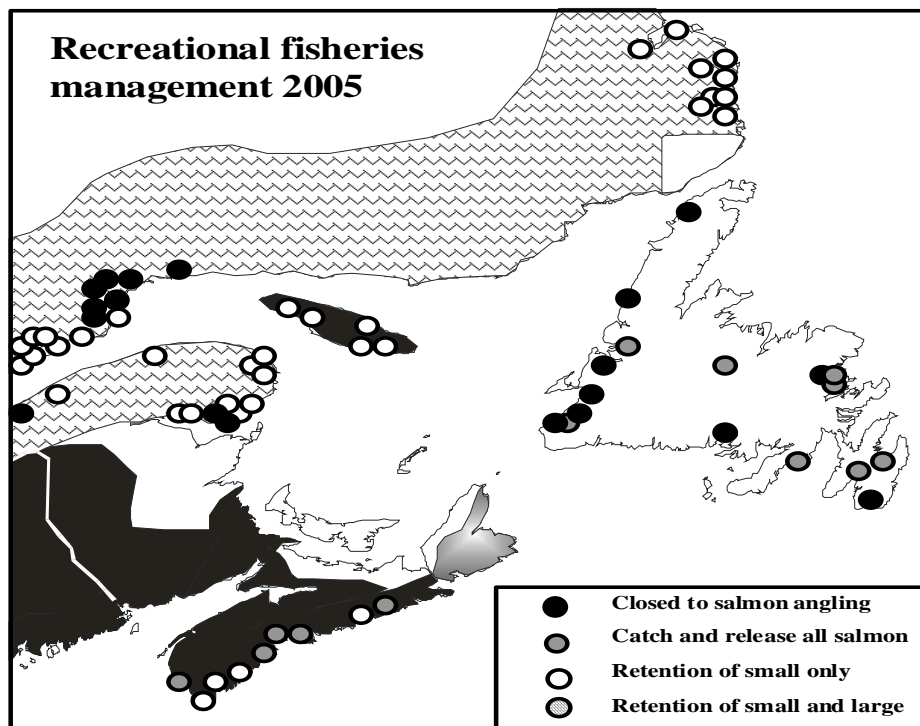 Recreational fisheries
management 2005
Closed to salmon angling
Catch and release all salmon
Retention of small only
Retention of small and large